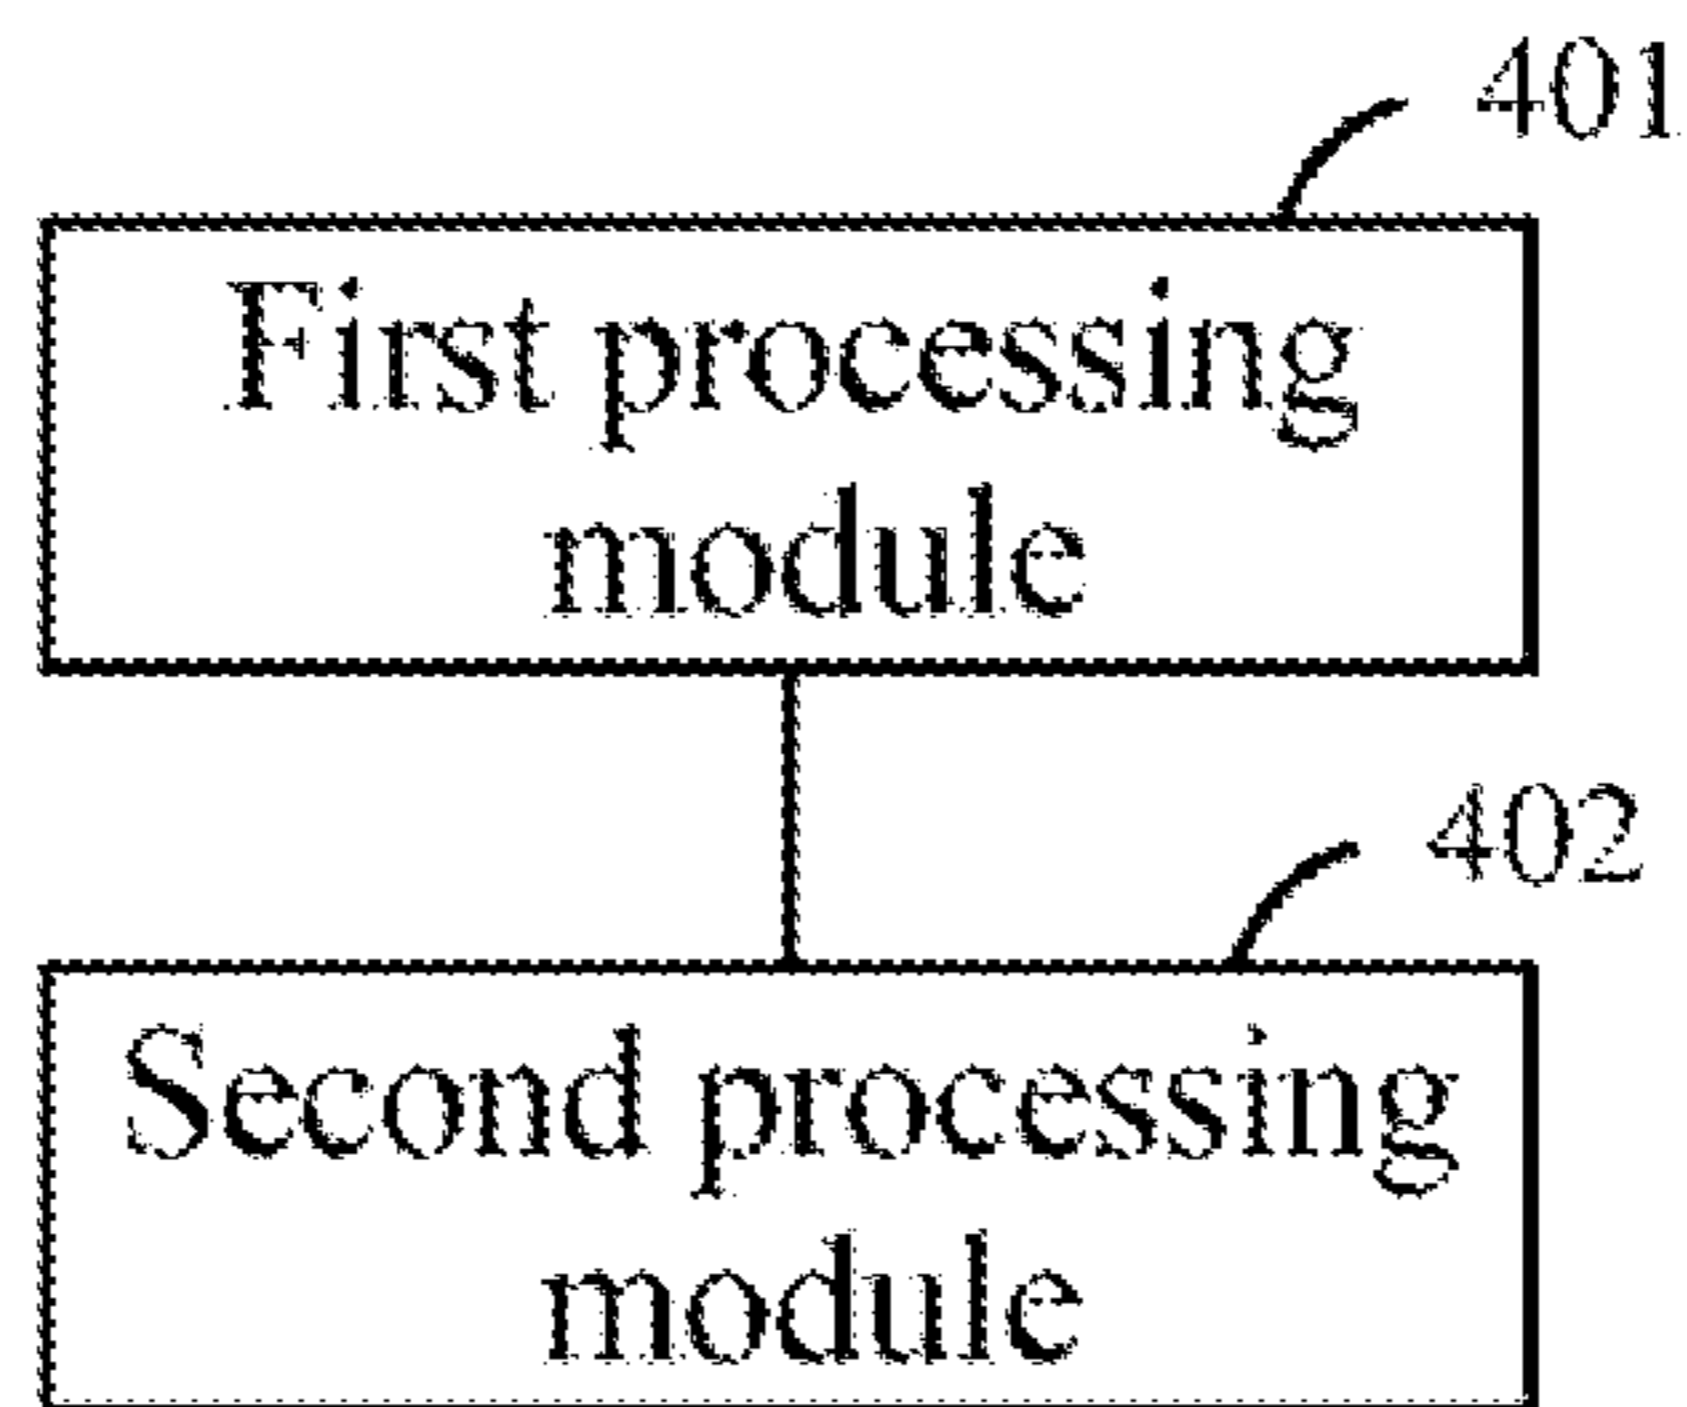 401
First processing
module
402
Second processing
module